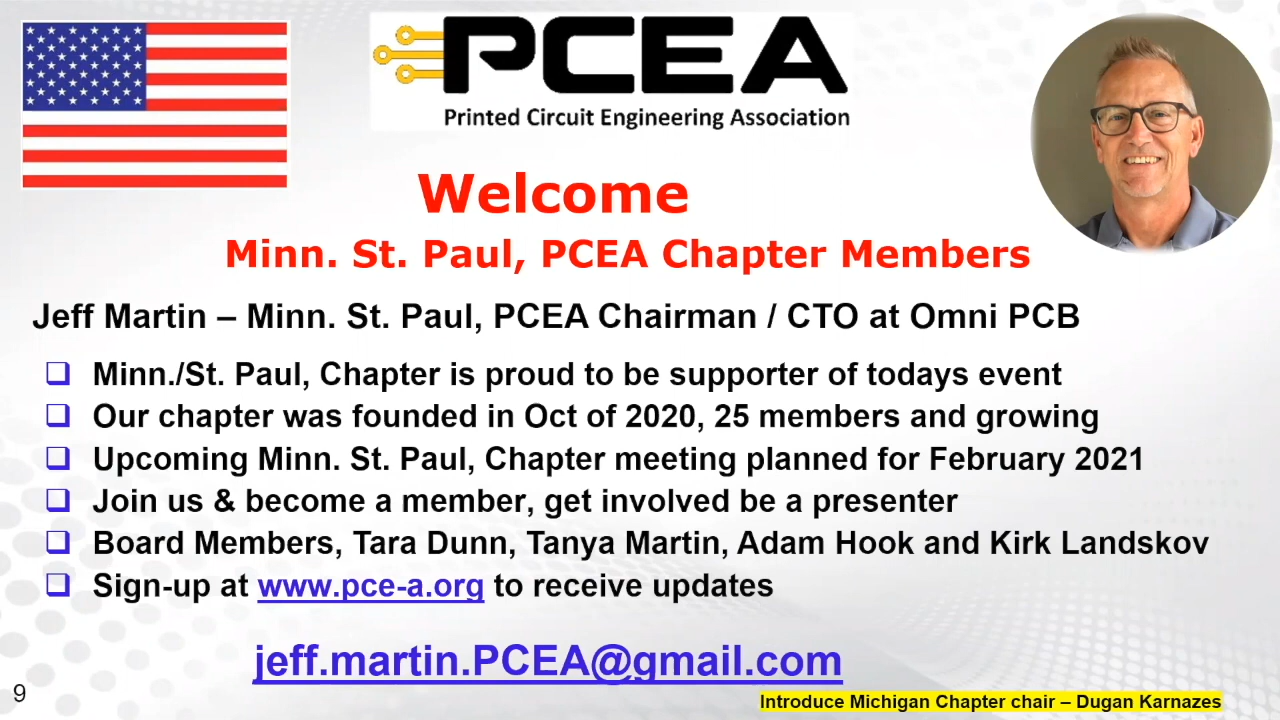 PCEA
Printed Circuit Engineering Association
Welcome
Minn. St. Paul, PCEA Chapter Members
Jeff Martin – Minn. St. Paul, PCEA Chairman / CTO at Omni PCB
Minn./St. Paul, Chapter is proud to be supporter of todays event
Our chapter was founded in Oct of 2020, 25 members and growing
Upcoming Minn. St. Paul, Chapter meeting planned for February 2021
Join us & become a member, get involved be a presenter
Board Members, Tara Dunn, Tanya Martin, Adam Hook and Kirk Landskov
Sign-up at www.pce-a.org to receive updates
jeff.martin.PCEA@gmail.com
9
Introduce Michigan Chapter chair – Dugan Karnazes